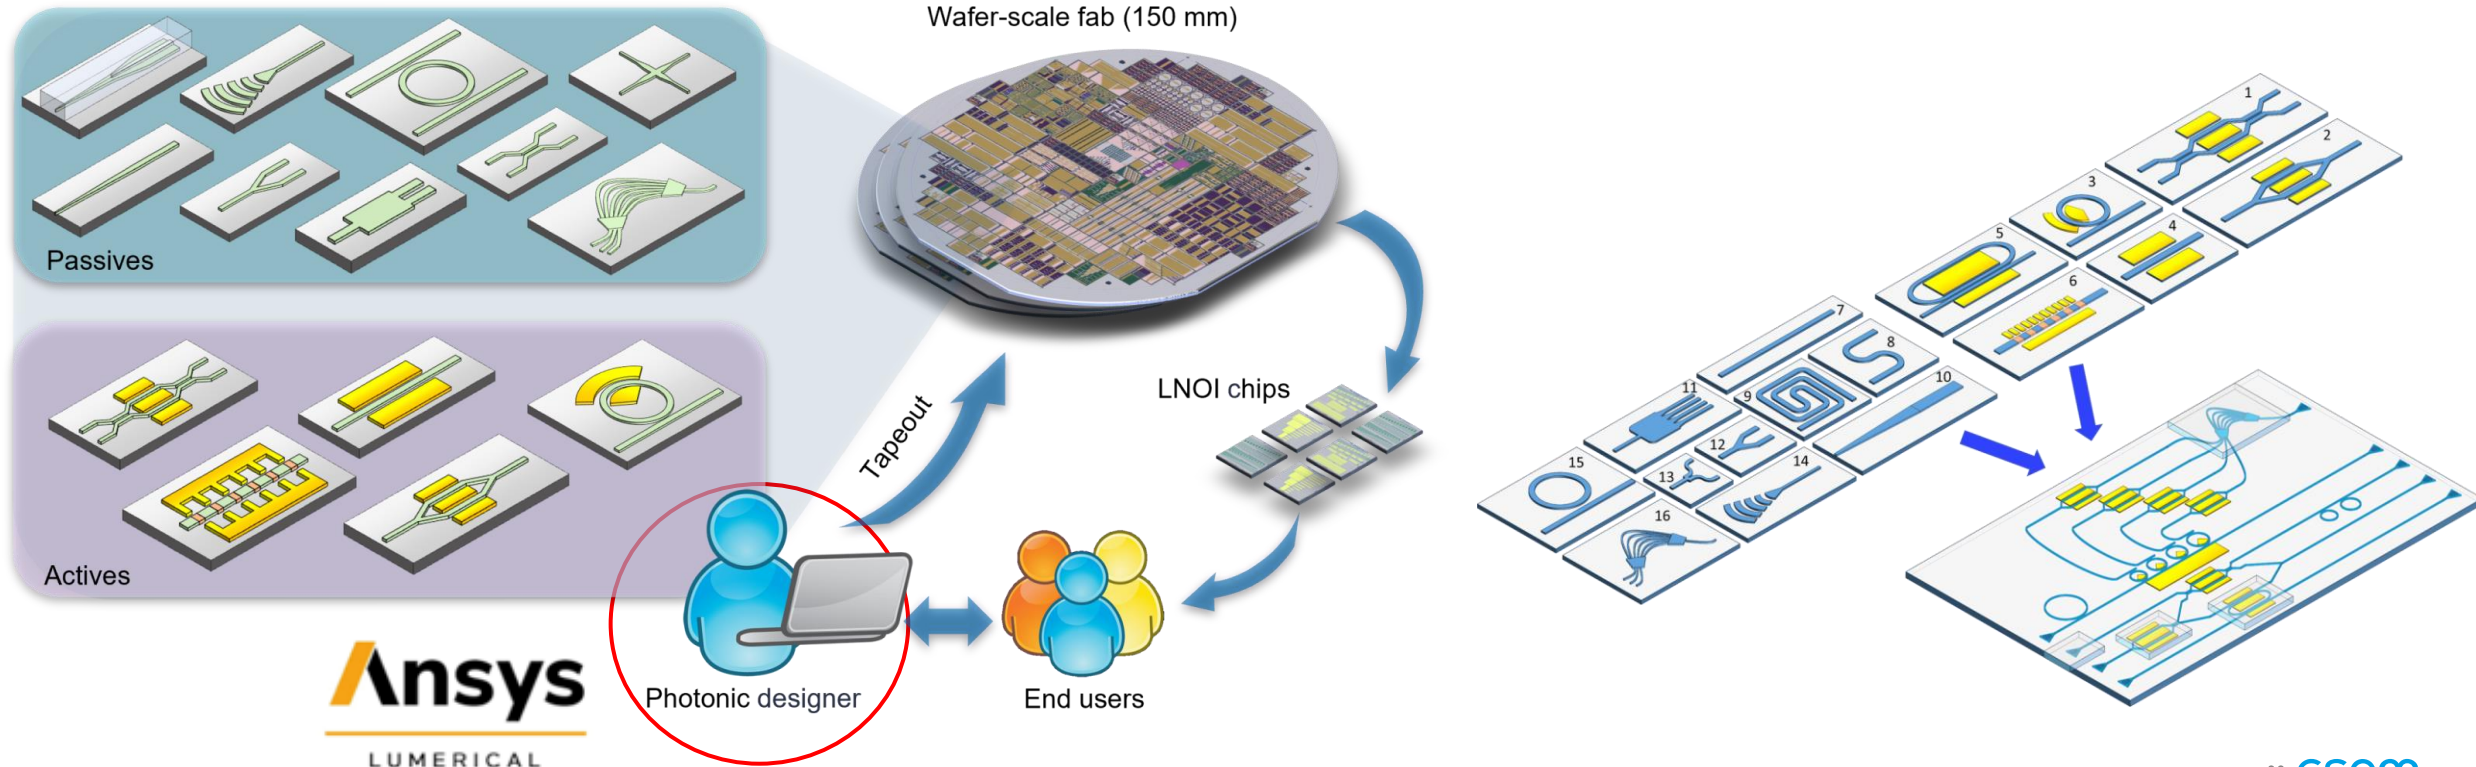 Wafer-scale fab (150 mm)
Passives
Actives
Tapeout
LNOI chips
Photonic designer
End users
Ansys
LUMERICAL
1
2
3
4
5
6
7
8
9
10
11
12
13
14
15
16